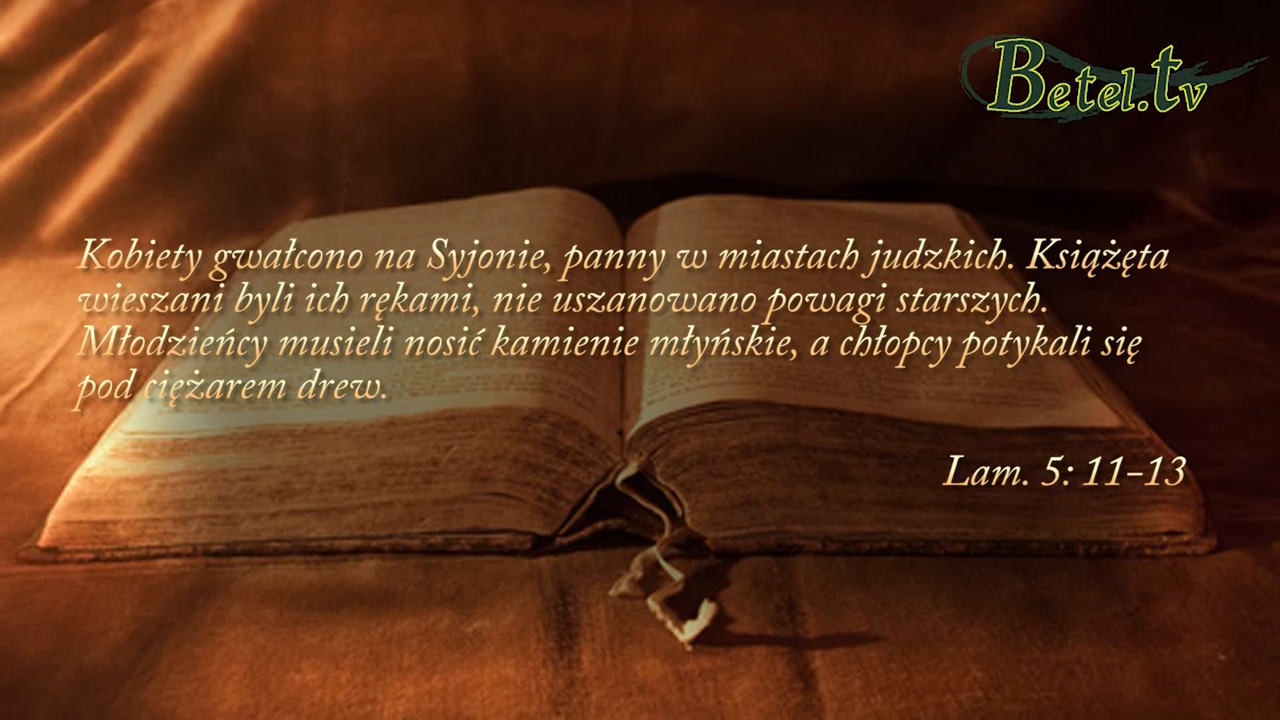 Betel.tv
Kobiety gwałcono na Syjonie, panny w miastach judzkich. Książęta
wieszani byli ich rękami, nie uszanowano powagi starszych.
Młodzieńcy musieli nosić kamienie młyńskie, a chłopcy potykali się
pod ciężarem drew.
Lam. 5: 11-13